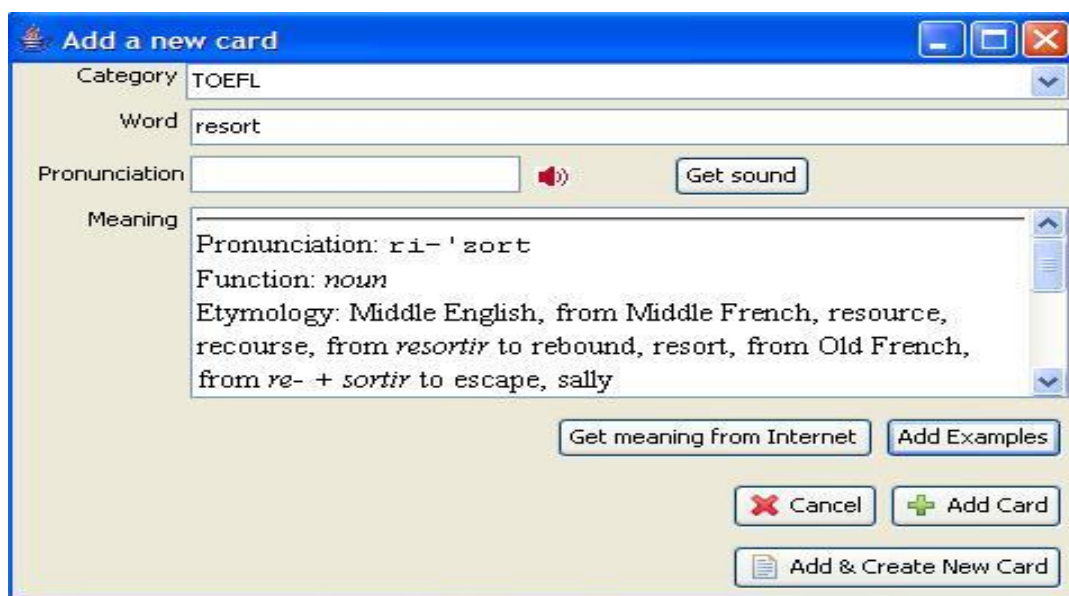 Add a new card
Category TOEFL
Word resort
Pronunciation Get sound
Meaning
Pronunciation: ri-'zort
Function: noun
Etymology: Middle English, from Middle French, resource,
recourse, from resortir to rebound, resort, from Old French,
from re- + sortir to escape, sally
Get meaning from Internet Add Examples
Cancel Add Card
Add & Create New Card